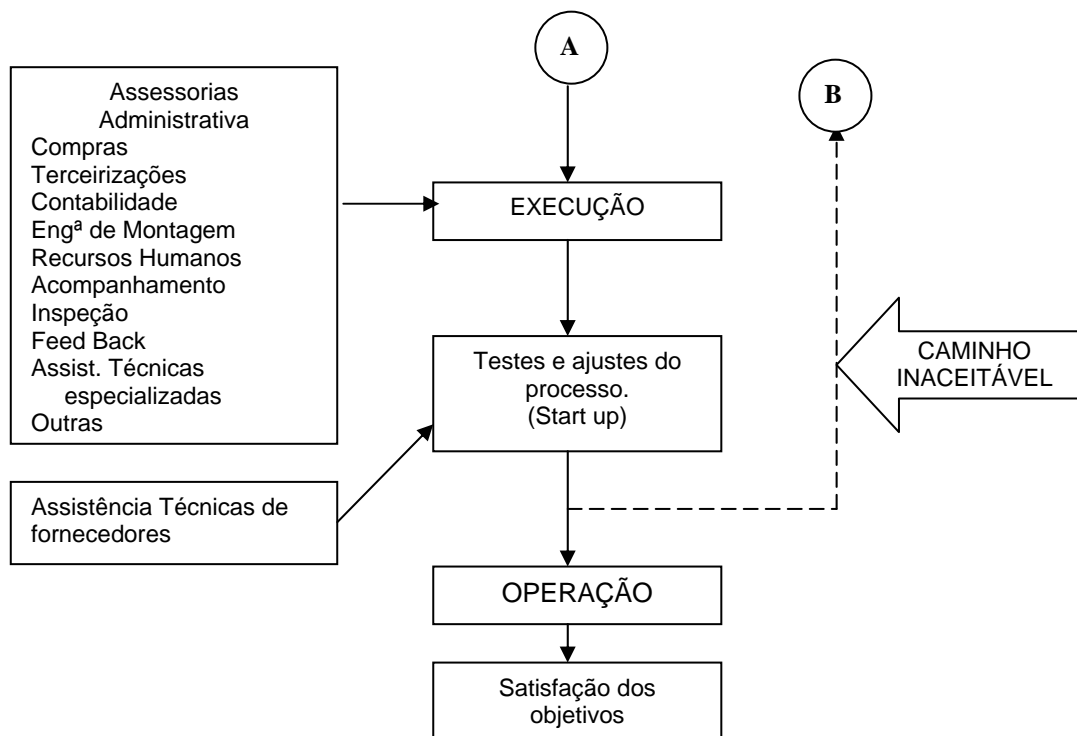 A
B
Assessorias
Administrativa
Compras
Terceirizações
Contabilidade
Engª de Montagem
Recursos Humanos
Acompanhamento
Inspeção
Feed Back
Assist. Técnicas
especializadas
Outras
EXECUÇÃO
Testes e ajustes do
processo.
(Start up)
CAMINHO
INACEITÁVEL
Assistência Técnicas de
fornecedores
OPERAÇÃO
Satisfação dos
objetivos